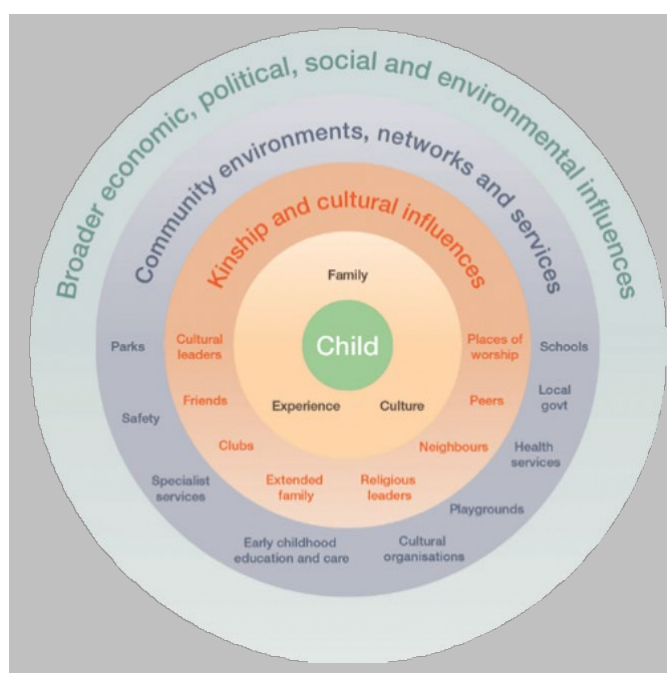 Broader economic, political, social and environmental influences
Community environments, networks and services
Kinship and cultural influences
Family
Child
Experience
Culture
Cultural
leaders
Places of
worship
Friends
Peers
Clubs
Neighbours
Extended
family
Religious
leaders
Parks
Schools
Safety
Local
govt
Specialist
services
Health
services
Playgrounds
Early childhood
education and care
Cultural
organisations